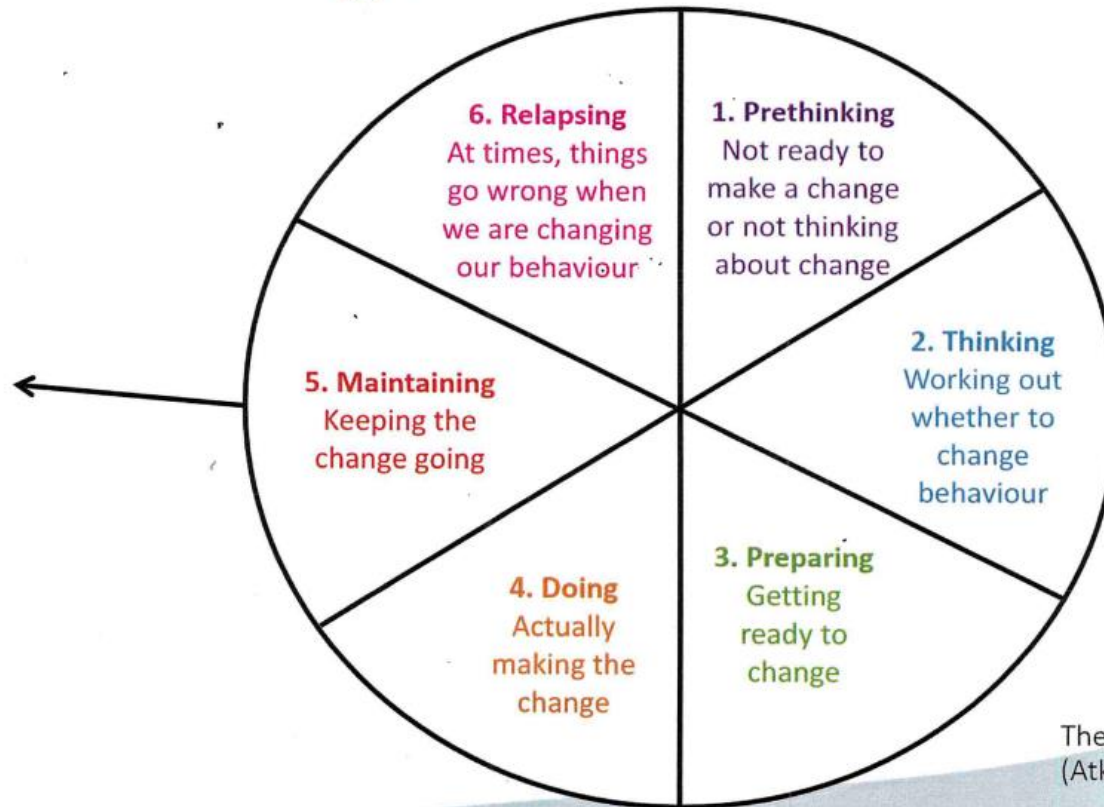 1. Prethinking
Not ready to
make a change
or not thinking
about change
2. Thinking
Working out
whether to
change
behaviour
3. Preparing
Getting
ready to
change
4. Doing
Actually
making the
change
5. Maintaining
Keeping the
change going
6. Relapsing
At times, things
go wrong when
we are changing
our behaviour
The